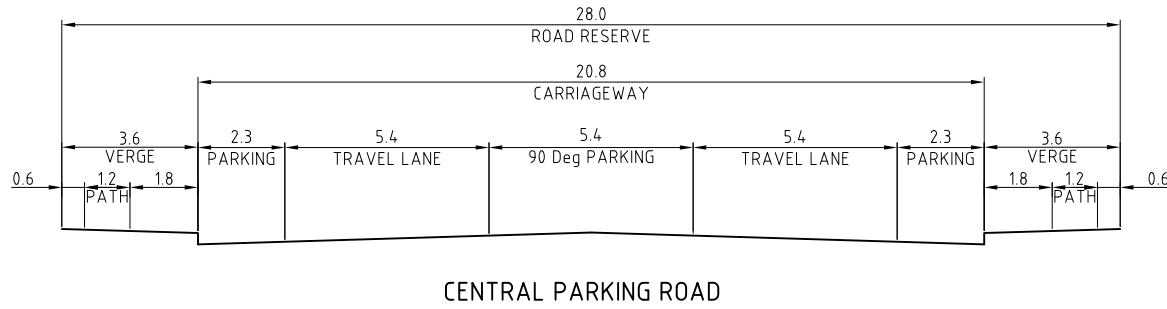 28.0
ROAD RESERVE
20.8
CARRIAGEWAY
3.6 2.3 5.4 5.4 5.4 2.3 3.6
VERGE PARKING TRAVEL LANE 90 Deg PARKING TRAVEL LANE PARKING VERGE
0.6 1.2 1.8 1.8 1.2 0.6
PATH PATH
CENTRAL PARKING ROAD